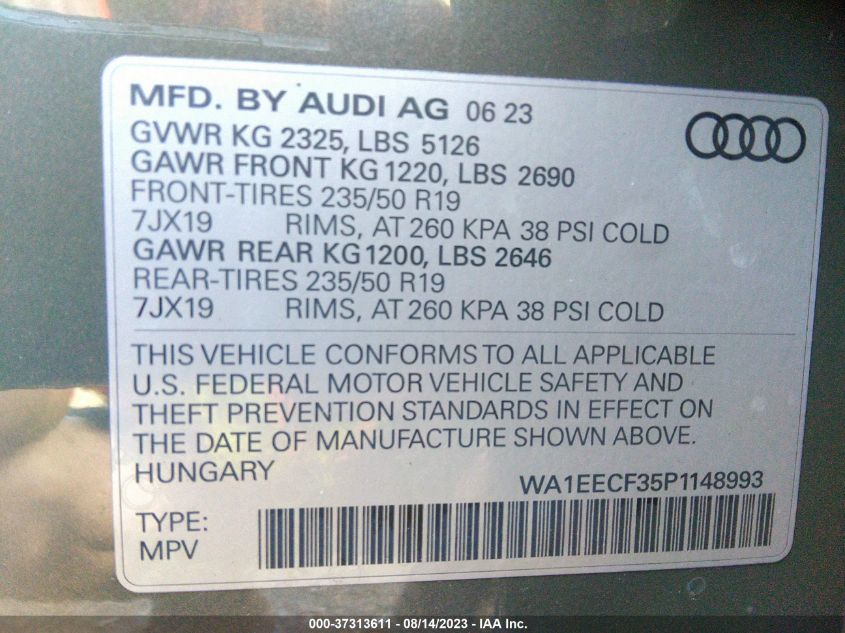 MFD. BY AUDI AG 06 23
GVWR KG 2325, LBS 5126
GAWR FRONT KG 1220, LBS 2690
FRONT-TIRES 235/50 R19
7JX19 RIMS, AT 260 KPA 38 PSI COLD
GAWR REAR KG 1200, LBS 2646
REAR-TIRES 235/50 R19
7JX19 RIMS, AT 260 KPA 38 PSI COLD
THIS VEHICLE CONFORMS TO ALL APPLICABLE
U.S. FEDERAL MOTOR VEHICLE SAFETY AND
THEFT PREVENTION STANDARDS IN EFFECT ON
THE DATE OF MANUFACTURE SHOWN ABOVE.
HUNGARY
WA1EECF35P1148993
TYPE:
MPV
000-37313611 - 08/14/2023 - IAA Inc.